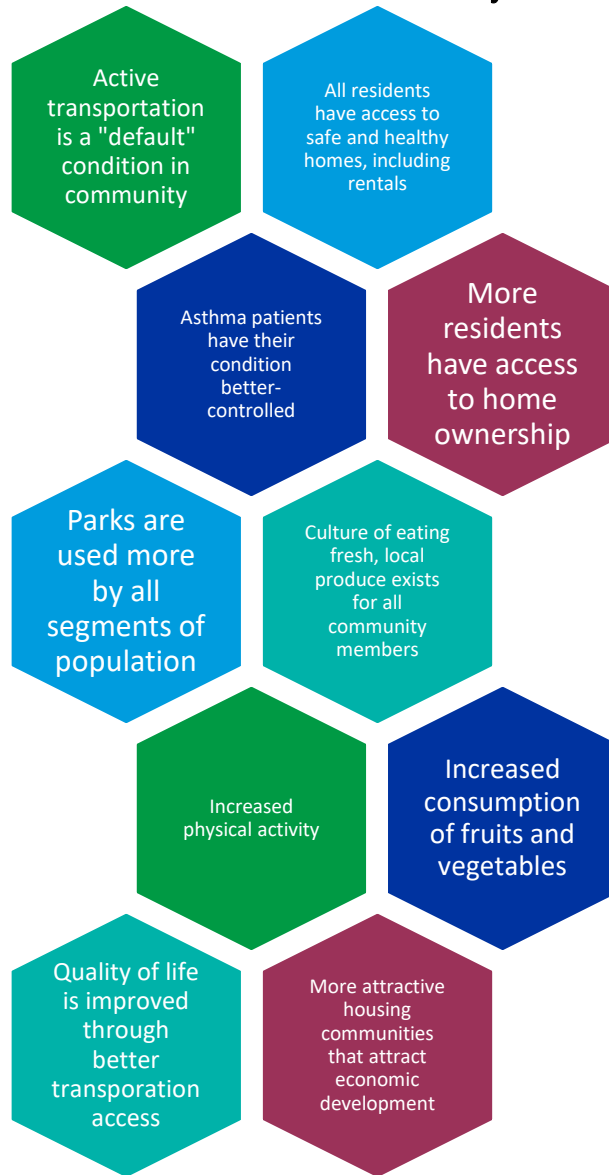 Active
transportation
is a "default"
condition in
community
All residents
have access to
safe and healthy
homes, including
rentals
Asthma patients
have their
condition
better-
controlled
More
residents
have access
to home
ownership
Parks are
used more
by all
segments of
population
Culture of eating
fresh, local
produce exists
for all
community
members
Increased
physical activity
Increased
consumption
of fruits and
vegetables
Quality of life
is improved
through
better
transporation
access
More attractive
housing
communities
that attract
economic
development